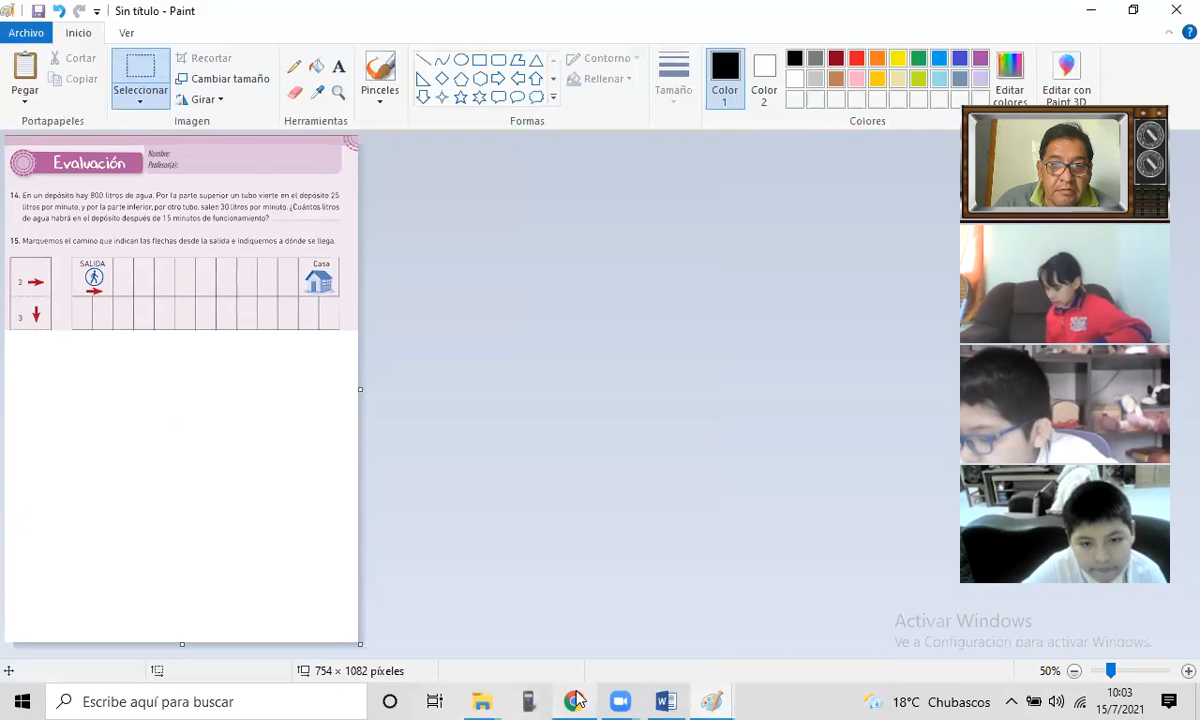 Sin título - Paint
Archivo Inicio Ver
Pegar
Cortar
Copiar
Portapapeles
Seleccionar
Recortar
Cambiar tamaño
Girar
Imagen
A
Herramientas
Pinceles
Contorno
Rellenar
Formas
Tamaño
Color 1
Color 2
Editar colores
Editar con Paint 3D
Colores
Evaluación
Nombre:
Profesor(a):
14. En un depósito hay 800 litros de agua. Por la parte superior un tubo vierte en el depósito 25
litros por minuto, y por la parte inferior, por otro tubo, salen 30 litros por minuto. ¿Cuántos litros
de agua habrá en el depósito después de 15 minutos de funcionamiento?
15. Marquemos el camino que indican las flechas desde la salida e indiquemos a dónde se llega.
SALIDA
Casa
2
3
Activar Windows
Ve a Configuración para activar Windows.
754 × 1082 píxeles
50%
Escribe aquí para buscar
18°C Chubascos
10:03
15/7/2021